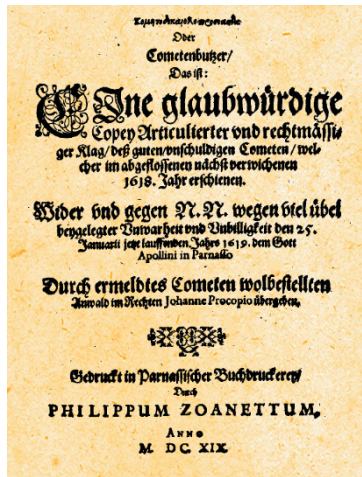 Oder
Cometenbutzer/
Das ist:
EIne glaubwürdige
Copey Articulierter vnd rechtmässi-
ger Klag/deß guten/vnschuldigen Cometen/wel-
cher im abgeflossenen nächst verwichenen
1618. Jahr erschienen.
Wider vnd gegen N. N. wegen viel übel
beygelegter Vnwarheit vnd Vnbilligkeit den 25.
Ianuarii jetzt lauffenden Jahrs 1619. dem Gott
Apollini in Parnasso
Durch ermeldtes Cometen wolbestellten
Anwald im Rechten Johanne Procopio übergeben.
Gedruckt in Parnassischer Buchdruckerey/
Durch
PHILIPPUM ZOANETTUM,
ANNO
M. DC. XIX.